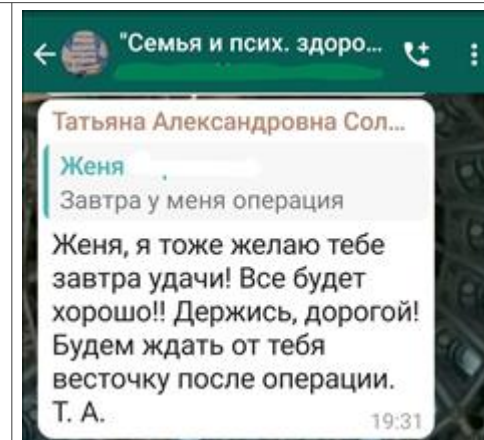 "Семья и псих. здоро...
Татьяна Александровна Сол...
Женя
Завтра у меня операция
Женя, я тоже желаю тебе
завтра удачи! Все будет
хорошо!! Держись, дорогой!
Будем ждать от тебя
весточку после операции.
Т. А.
19:31